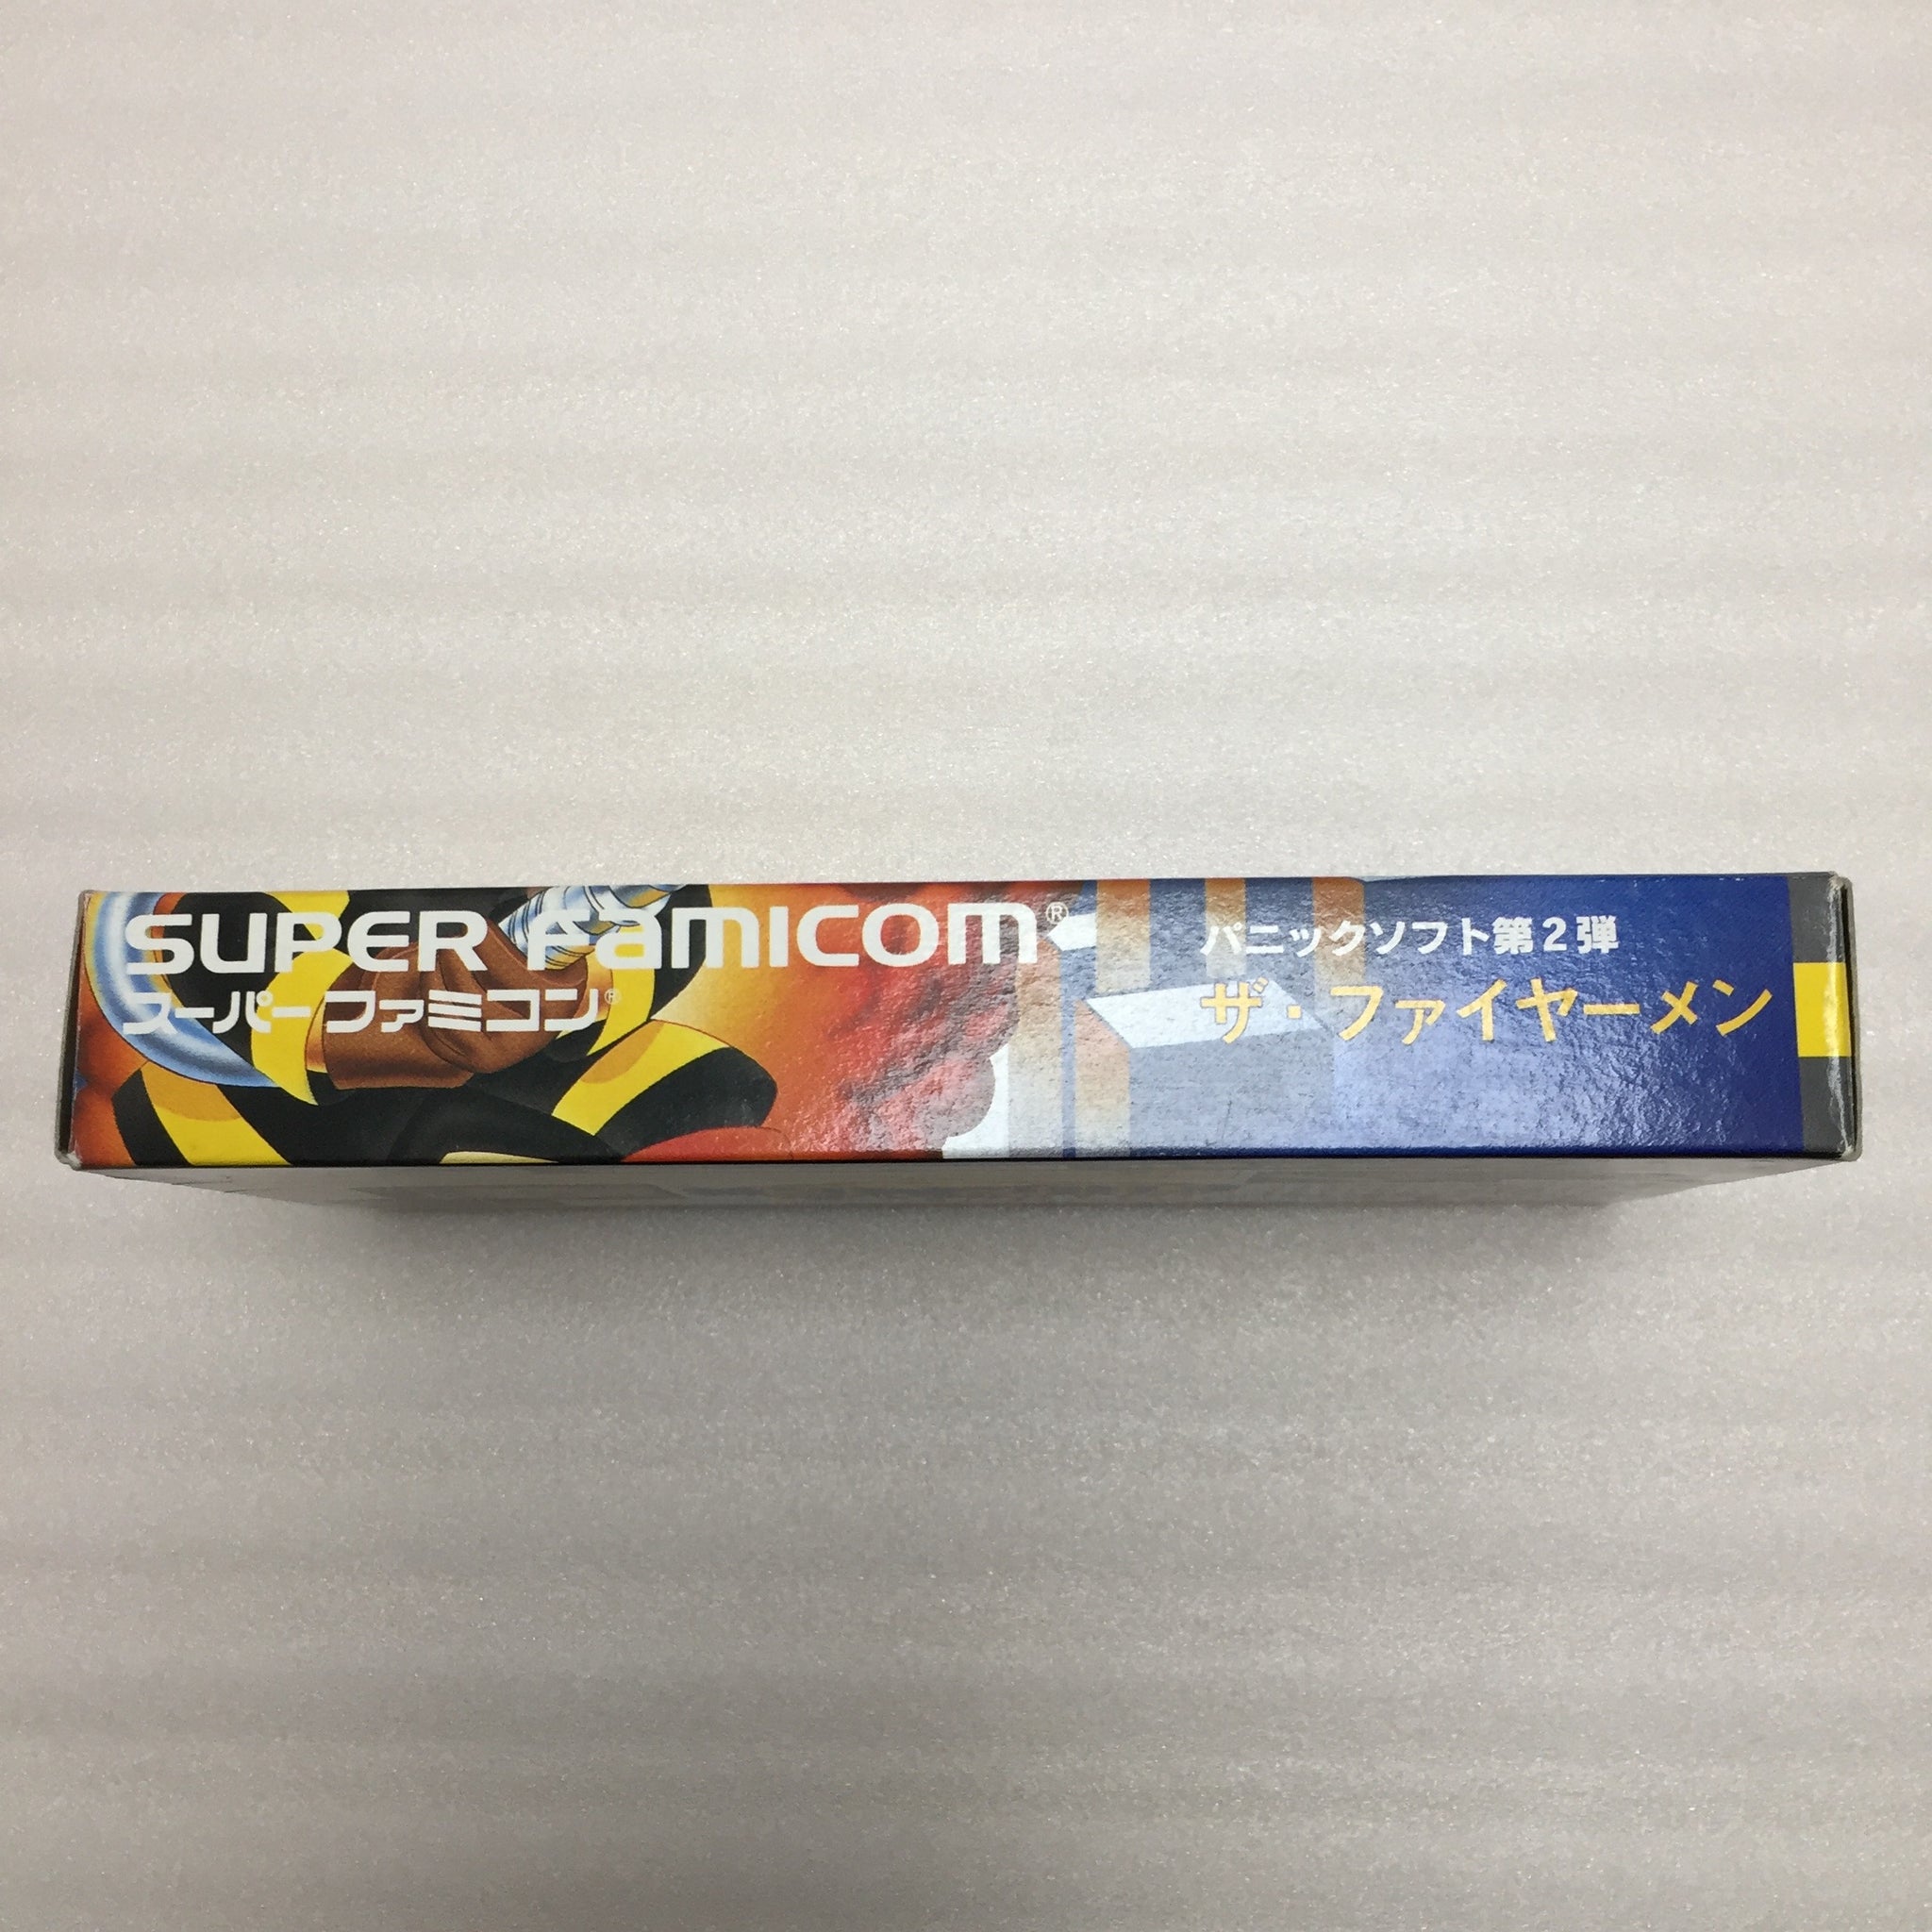 SUPER FAMICOM®
スーパーファミコン®
パニックソフト第2弾
ザ・ファイヤーメン